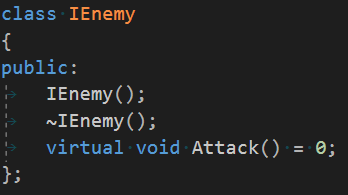 class IEnemy
{
public:
    IEnemy();
    ~IEnemy();
    virtual void Attack() = 0;
};